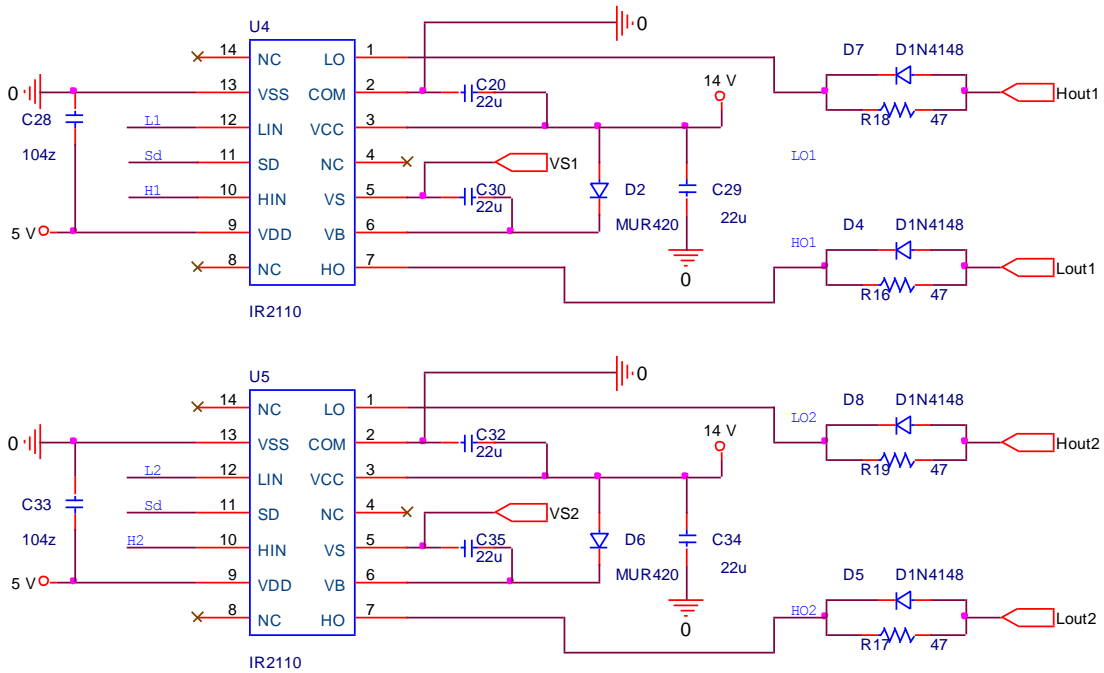 U4
0
14 NC LO 1 D7 D1N4148
0 13 VSS COM 2 C20 22u 14 V Hout1
C28 R18 47
104z L1 12 LIN VCC 3
Sd 11 SD NC 4 VS1 LO1
H1 10 HIN VS 5 C30 22u D2 C29
MUR420 22u D4 D1N4148
5 V 9 VDD VB 6 HO1
8 NC HO 7 0 Lout1
R16 47
IR2110
U5
0
14 NC LO 1 LO2 D8 D1N4148
0 13 VSS COM 2 C32 22u 14 V Hout2
R19 47
C33 L2 12 LIN VCC 3
104z Sd 11 SD NC 4 VS2
H2 10 HIN VS 5 C35 22u D6 C34
MUR420 22u D5 D1N4148
5 V 9 VDD VB 6
8 NC HO 7 0 HO2 Lout2
R17 47
IR2110